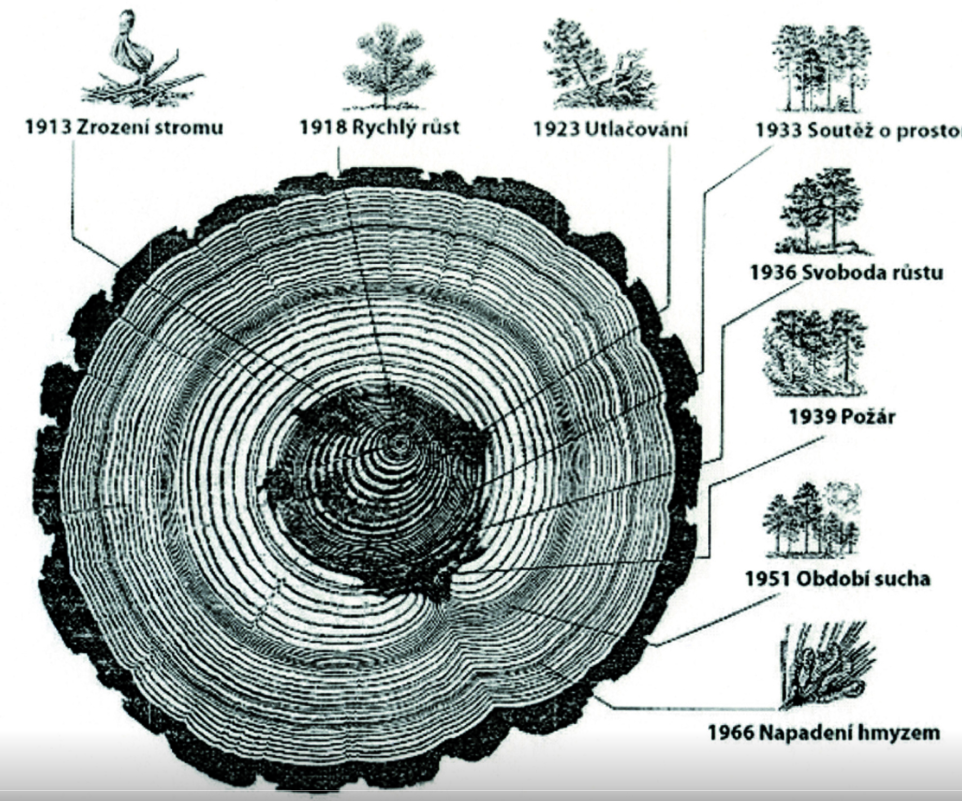 1913 Zrození stromu
1918 Rychlý růst
1923 Utlačování
1933 Soutěž o prostor
1936 Svoboda růstu
1939 Požár
1951 Období sucha
1966 Napadení hmyzem